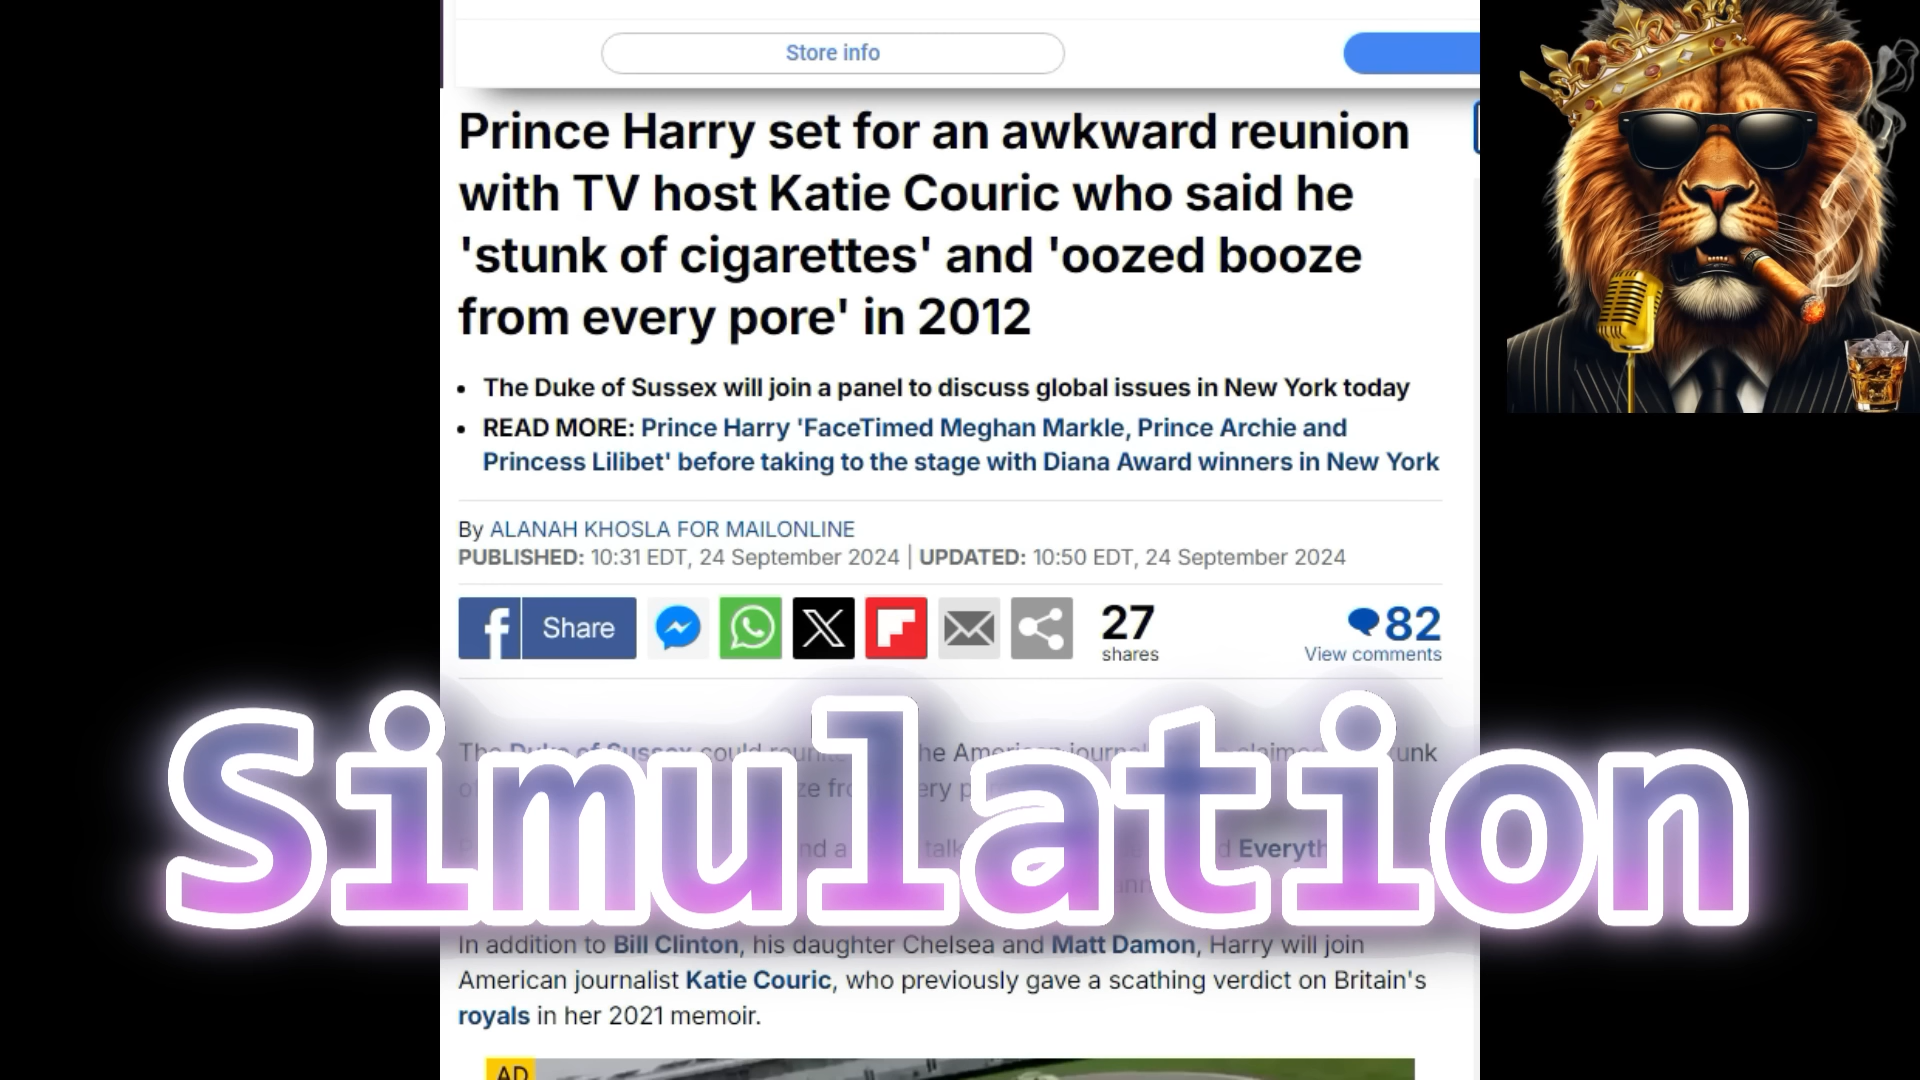 Store info
Prince Harry set for an awkward reunion
with TV host Katie Couric who said he
'stunk of cigarettes' and 'oozed booze
from every pore' in 2012
• The Duke of Sussex will join a panel to discuss global issues in New York today
• READ MORE: Prince Harry 'FaceTimed Meghan Markle, Prince Archie and
Princess Lilibet' before taking to the stage with Diana Award winners in New York
By ALANAH KHOSLA FOR MAILONLINE
PUBLISHED: 10:31 EDT, 24 September 2024 | UPDATED: 10:50 EDT, 24 September 2024
Share
27
shares
82
View comments
The Duke of Sussex could
Simulation
In addition to Bill Clinton, his daughter Chelsea and Matt Damon, Harry will join
American journalist Katie Couric, who previously gave a scathing verdict on Britain's
royals in her 2021 memoir.
AD